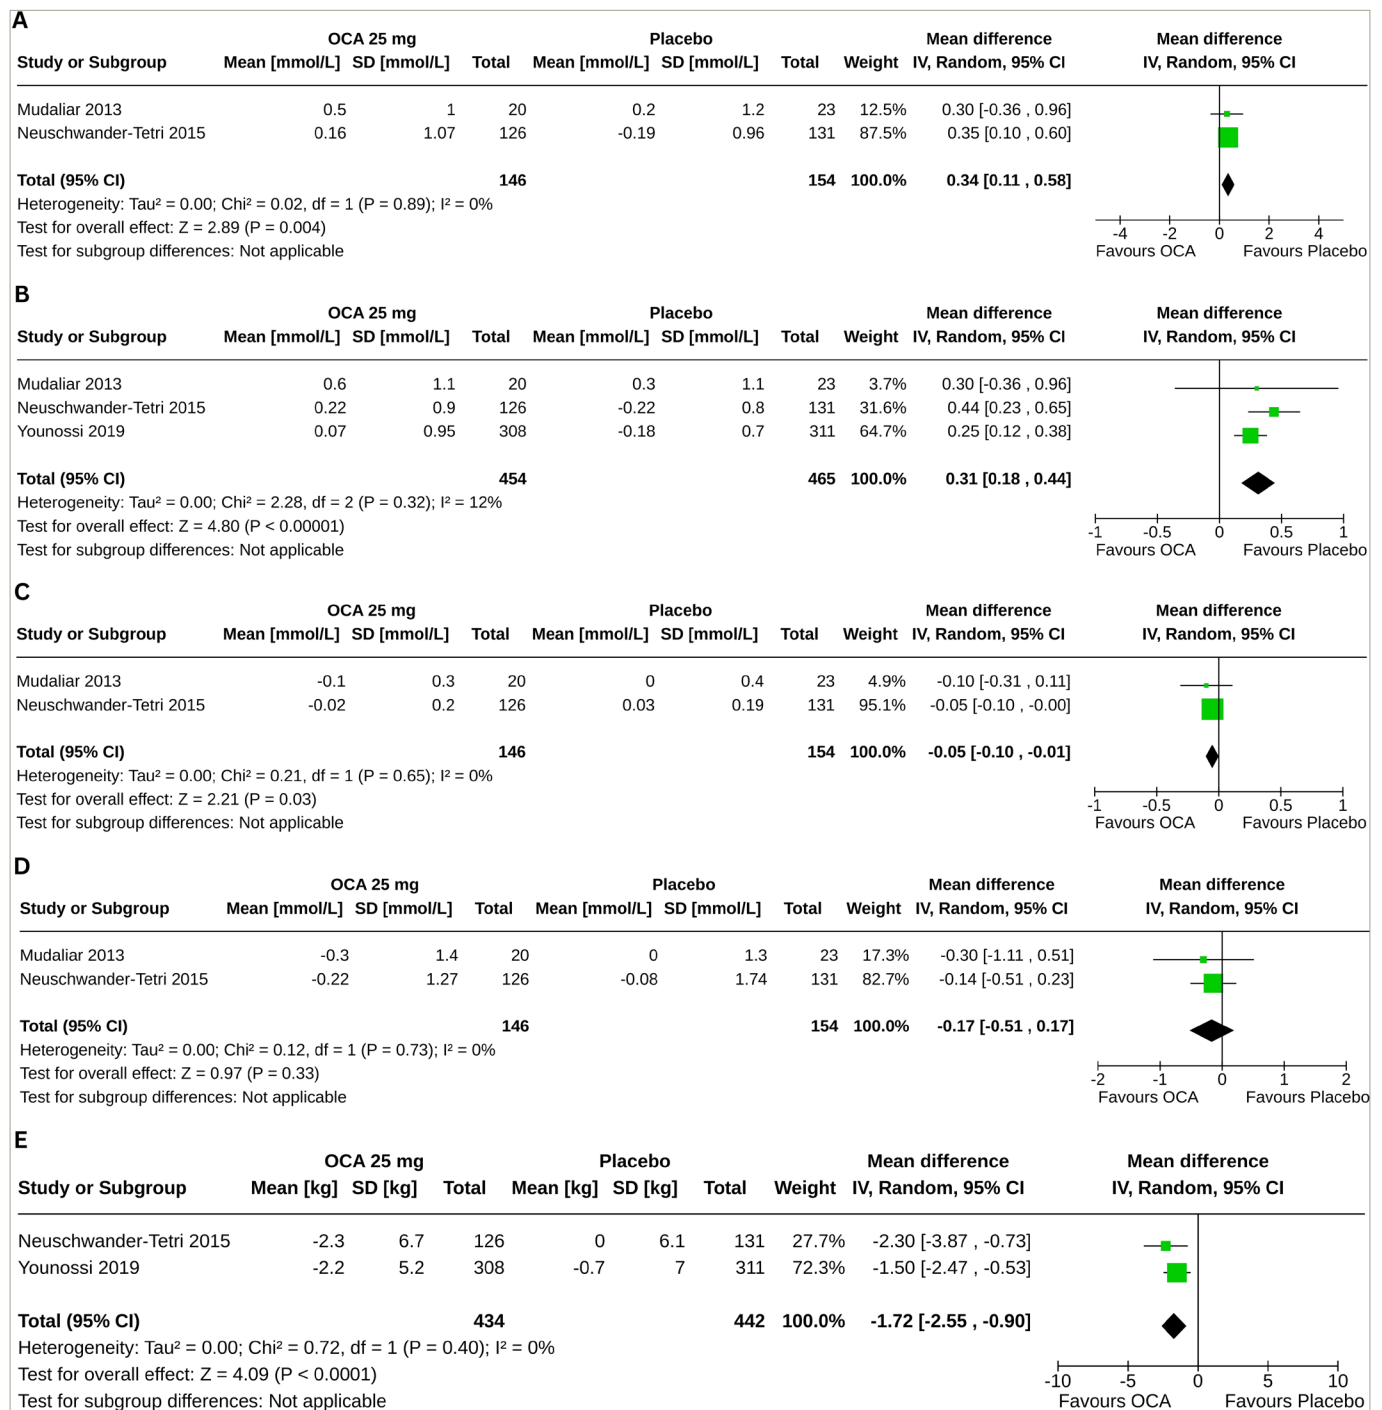 A
OCA 25 mg Placebo Mean difference Mean difference
Study or Subgroup Mean [mmol/L] SD [mmol/L] Total Mean [mmol/L] SD [mmol/L] Total Weight IV, Random, 95% CI IV, Random, 95% CI
Mudaliar 2013 0.5 1 20 0.2 1.2 23 12.5% 0.30 [-0.36 , 0.96]
Neuschwander-Tetri 2015 0.16 1.07 126 -0.19 0.96 131 87.5% 0.35 [0.10 , 0.60]
Total (95% CI) 146 154 100.0% 0.34 [0.11 , 0.58]
Heterogeneity: Tau² = 0.00; Chi² = 0.02, df = 1 (P = 0.89); I² = 0%
Test for overall effect: Z = 2.89 (P = 0.004)
-4 -2 0 2 4
Test for subgroup differences: Not applicable
Favours OCA Favours Placebo
B
OCA 25 mg Placebo Mean difference Mean difference
Study or Subgroup Mean [mmol/L] SD [mmol/L] Total Mean [mmol/L] SD [mmol/L] Total Weight IV, Random, 95% CI IV, Random, 95% CI
Mudaliar 2013 0.6 1.1 20 0.3 1.1 23 3.7% 0.30 [-0.36 , 0.96]
Neuschwander-Tetri 2015 0.22 0.9 126 -0.22 0.8 131 31.6% 0.44 [0.23 , 0.65]
Younossi 2019 0.07 0.95 308 -0.18 0.7 311 64.7% 0.25 [0.12 , 0.38]
Total (95% CI) 454 465 100.0% 0.31 [0.18 , 0.44]
Heterogeneity: Tau² = 0.00; Chi² = 2.28, df = 2 (P = 0.32); I² = 12%
Test for overall effect: Z = 4.80 (P < 0.00001)
-1 -0.5 0 0.5 1
Test for subgroup differences: Not applicable
Favours OCA Favours Placebo
C
OCA 25 mg Placebo Mean difference Mean difference
Study or Subgroup Mean [mmol/L] SD [mmol/L] Total Mean [mmol/L] SD [mmol/L] Total Weight IV, Random, 95% CI IV, Random, 95% CI
Mudaliar 2013 -0.1 0.3 20 0 0.4 23 4.9% -0.10 [-0.31 , 0.11]
Neuschwander-Tetri 2015 -0.02 0.2 126 0.03 0.19 131 95.1% -0.05 [-0.10 , -0.00]
Total (95% CI) 146 154 100.0% -0.05 [-0.10 , -0.01]
Heterogeneity: Tau² = 0.00; Chi² = 0.21, df = 1 (P = 0.65); I² = 0%
Test for overall effect: Z = 2.21 (P = 0.03)
-1 -0.5 0 0.5 1
Test for subgroup differences: Not applicable
Favours OCA Favours Placebo
D
OCA 25 mg Placebo Mean difference Mean difference
Study or Subgroup Mean [mmol/L] SD [mmol/L] Total Mean [mmol/L] SD [mmol/L] Total Weight IV, Random, 95% CI IV, Random, 95% CI
Mudaliar 2013 -0.3 1.4 20 0 1.3 23 17.3% -0.30 [-1.11 , 0.51]
Neuschwander-Tetri 2015 -0.22 1.27 126 -0.08 1.74 131 82.7% -0.14 [-0.51 , 0.23]
Total (95% CI) 146 154 100.0% -0.17 [-0.51 , 0.17]
Heterogeneity: Tau² = 0.00; Chi² = 0.12, df = 1 (P = 0.73); I² = 0%
Test for overall effect: Z = 0.97 (P = 0.33)
-2 -1 0 1 2
Test for subgroup differences: Not applicable
Favours OCA Favours Placebo
E
OCA 25 mg Placebo Mean difference Mean difference
Study or Subgroup Mean [kg] SD [kg] Total Mean [kg] SD [kg] Total Weight IV, Random, 95% CI IV, Random, 95% CI
Neuschwander-Tetri 2015 -2.3 6.7 126 0 6.1 131 27.7% -2.30 [-3.87 , -0.73]
Younossi 2019 -2.2 5.2 308 -0.7 7 311 72.3% -1.50 [-2.47 , -0.53]
Total (95% CI) 434 442 100.0% -1.72 [-2.55 , -0.90]
Heterogeneity: Tau² = 0.00; Chi² = 0.72, df = 1 (P = 0.40); I² = 0%
Test for overall effect: Z = 4.09 (P < 0.0001)
-10 -5 0 5 10
Test for subgroup differences: Not applicable
Favours OCA Favours Placebo